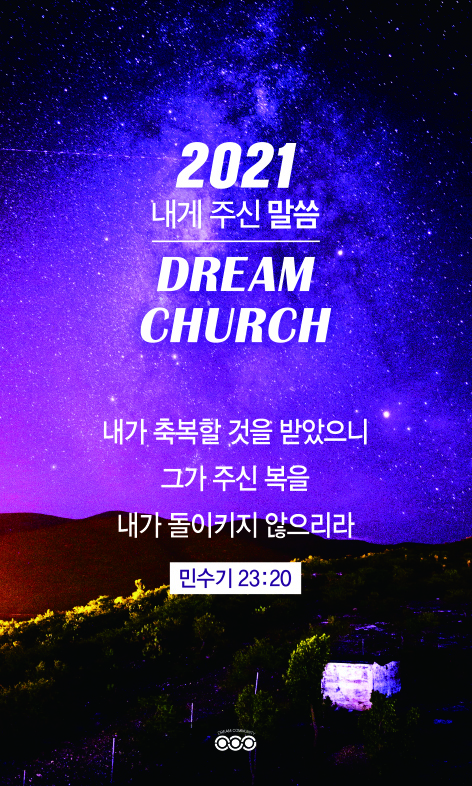 2021
내게 주신 말씀
DREAM
CHURCH
내가 축복할 것을 받았으니
그가 주신 복을
내가 돌이키지 않으리라
민수기 23:20
DREAM COMMUNITY